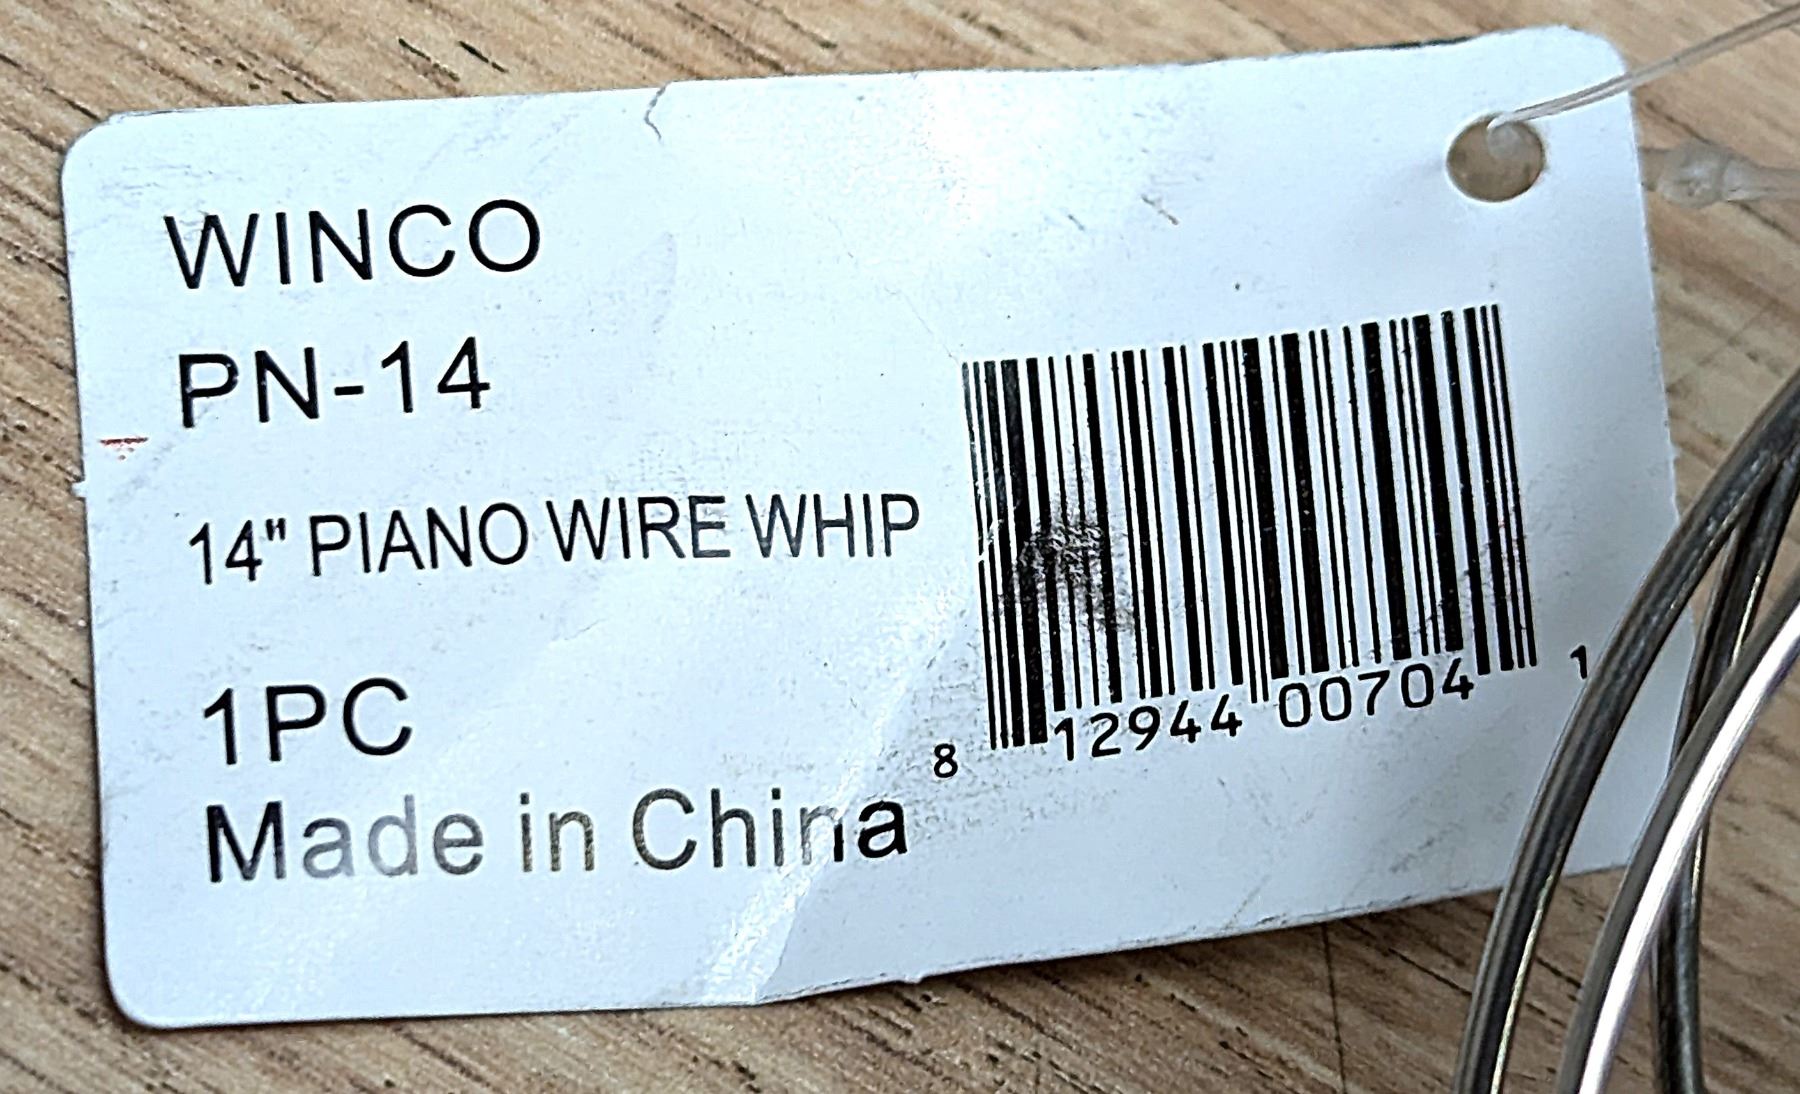 WINCO
PN-14
14" PIANO WIRE WHIP
1PC
Made in China
8 12944 00704 1